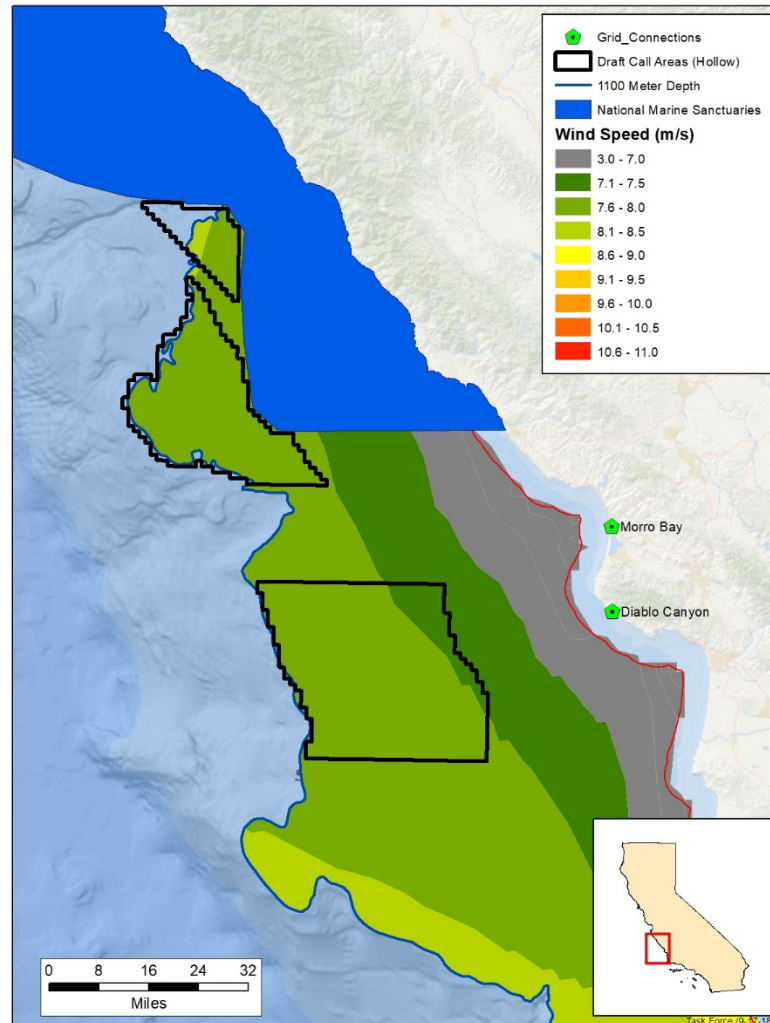 Grid_Connections
Draft Call Areas (Hollow)
1100 Meter Depth
National Marine Sanctuaries
Wind Speed (m/s)
3.0 - 7.0
7.1 - 7.5
7.6 - 8.0
8.1 - 8.5
8.6 - 9.0
9.1 - 9.5
9.6 - 10.0
10.1 - 10.5
10.6 - 11.0
Morro Bay
Diablo Canyon
0 8 16 24 32
Miles
Task Force